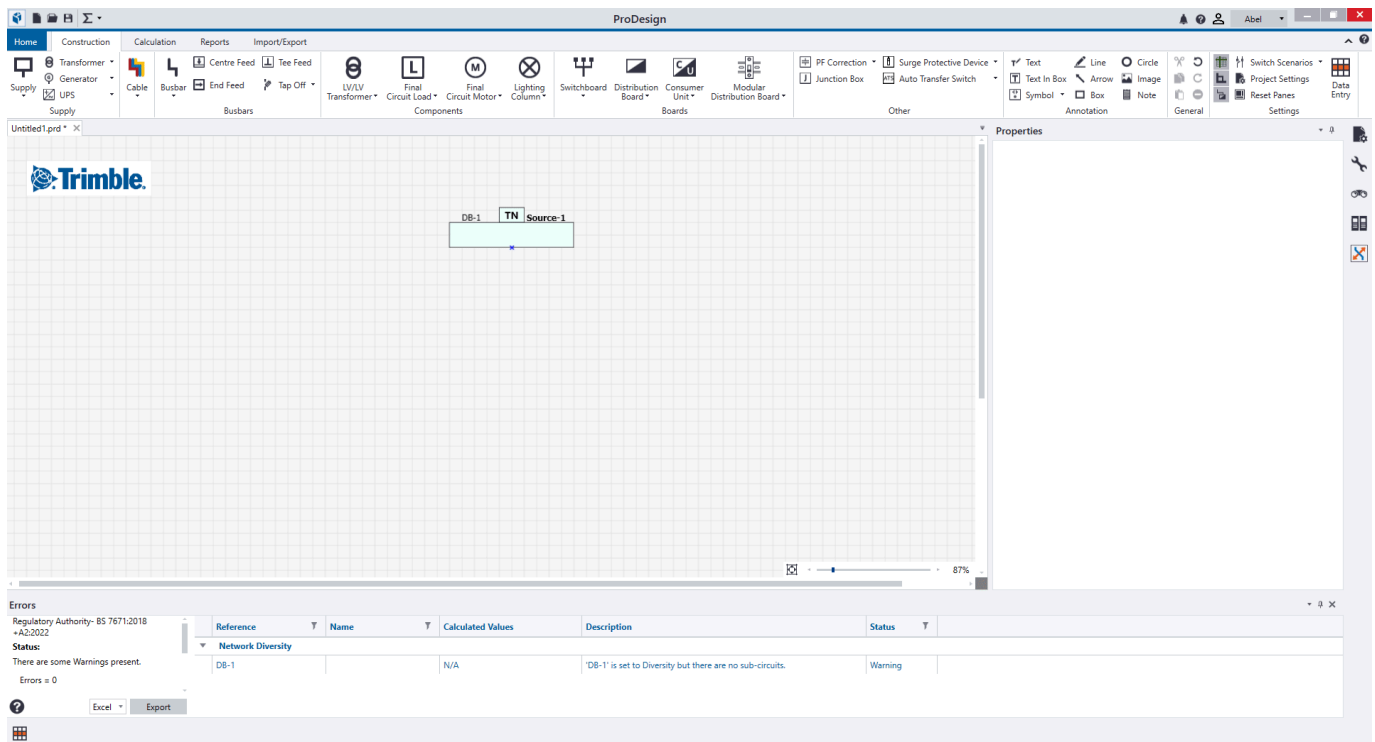 ProDesign
Abel
Home Construction Calculation Reports Import/Export
Supply
Transformer
Generator
UPS
Supply
Cable
Busbar
Centre Feed Tee Feed
End Feed Tap Off
Busbars
LV/LV Transformer
L
Final Circuit Load
M
Final Circuit Motor
Lighting Column
Components
Switchboard
Distribution Board
CU
Consumer Unit
Modular Distribution Board
Boards
PF Correction Surge Protective Device
J Junction Box ATS Auto Transfer Switch
Other
Text Line Circle
T Text In Box Arrow Image
Symbol Box Note
Annotation
General
Switch Scenarios
Project Settings
Reset Panes
Settings
Data Entry
Untitled1.prd *
Properties
Trimble.
DB-1 TN Source-1
87%
Errors
Regulatory Authority- BS 7671:2018
+A2:2022
Status:
There are some Warnings present.
Errors = 0
Excel Export
Reference Name Calculated Values Description Status
Network Diversity
DB-1 N/A 'DB-1' is set to Diversity but there are no sub-circuits. Warning